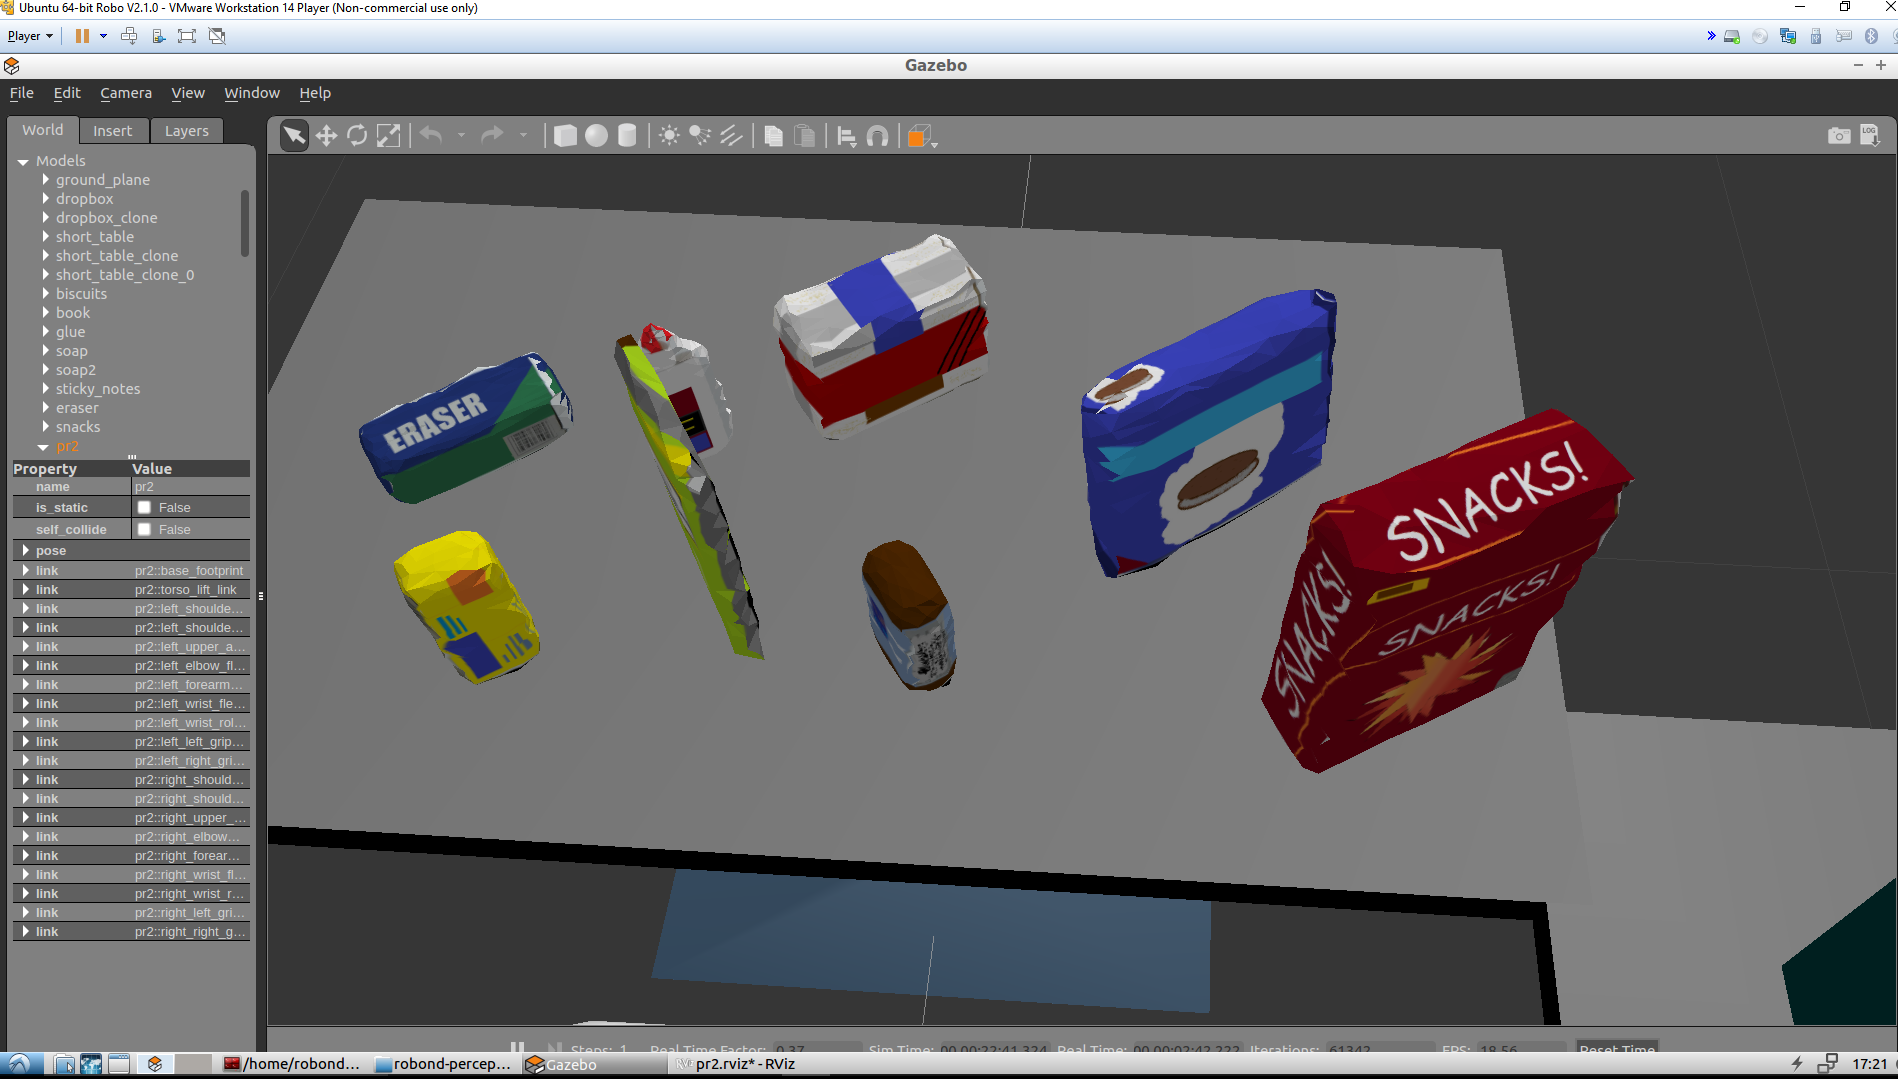 Ubuntu 64-bit Robo V2.1.0 - VMware Workstation 14 Player (Non-commercial use only)
Player
Gazebo
File Edit Camera View Window Help
World Insert Layers
LOG
Models
ground_plane
dropbox
dropbox_clone
short_table
short_table_clone
short_table_clone_0
biscuits
book
glue
soap
soap2
sticky_notes
eraser
snacks
pr2
Property Value
name pr2
is_static False
self_collide False
pose
link pr2::base_footprint
link pr2::torso_lift_link
link pr2::left_shoulde...
link pr2::left_shoulde...
link pr2::left_upper_a...
link pr2::left_elbow_fl...
link pr2::left_forearm...
link pr2::left_wrist_fle...
link pr2::left_wrist_rol...
link pr2::left_left_grip...
link pr2::left_right_gri...
link pr2::right_should...
link pr2::right_should...
link pr2::right_upper_...
link pr2::right_elbow...
link pr2::right_forear...
link pr2::right_wrist_fl...
link pr2::right_wrist_r...
link pr2::right_left_gri...
link pr2::right_right_g...
ERASER
SNACKS!
SNACKS!
SNACKS!
Steps: 1 Real Time Factor: 0.37 Sim Time: 00 00:22:41.324 Real Time: 00 00:02:42.222 Iterations: 61342 FPS: 18.56 Reset Time
/home/robond... robond-percep... Gazebo pr2.rviz* - RViz 17:21